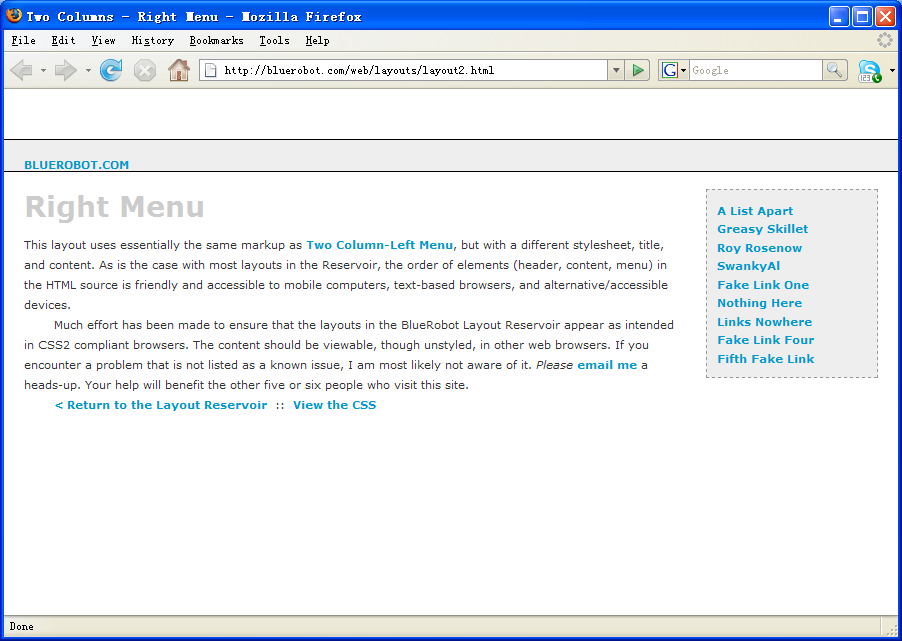 Two Columns - Right Menu - Mozilla Firefox
File Edit View History Bookmarks Tools Help
http://bluerobot.com/web/layouts/layout2.html
G
Google
S
123
BLUEROBOT.COM
Right Menu
This layout uses essentially the same markup as Two Column-Left Menu, but with a different stylesheet, title,
and content. As is the case with most layouts in the Reservoir, the order of elements (header, content, menu) in
the HTML source is friendly and accessible to mobile computers, text-based browsers, and alternative/accessible
devices.
Much effort has been made to ensure that the layouts in the BlueRobot Layout Reservoir appear as intended
in CSS2 compliant browsers. The content should be viewable, though unstyled, in other web browsers. If you
encounter a problem that is not listed as a known issue, I am most likely not aware of it. Please email me a
heads-up. Your help will benefit the other five or six people who visit this site.
< Return to the Layout Reservoir :: View the CSS
A List Apart
Greasy Skillet
Roy Rosenow
SwankyAl
Fake Link One
Nothing Here
Links Nowhere
Fake Link Four
Fifth Fake Link
Done